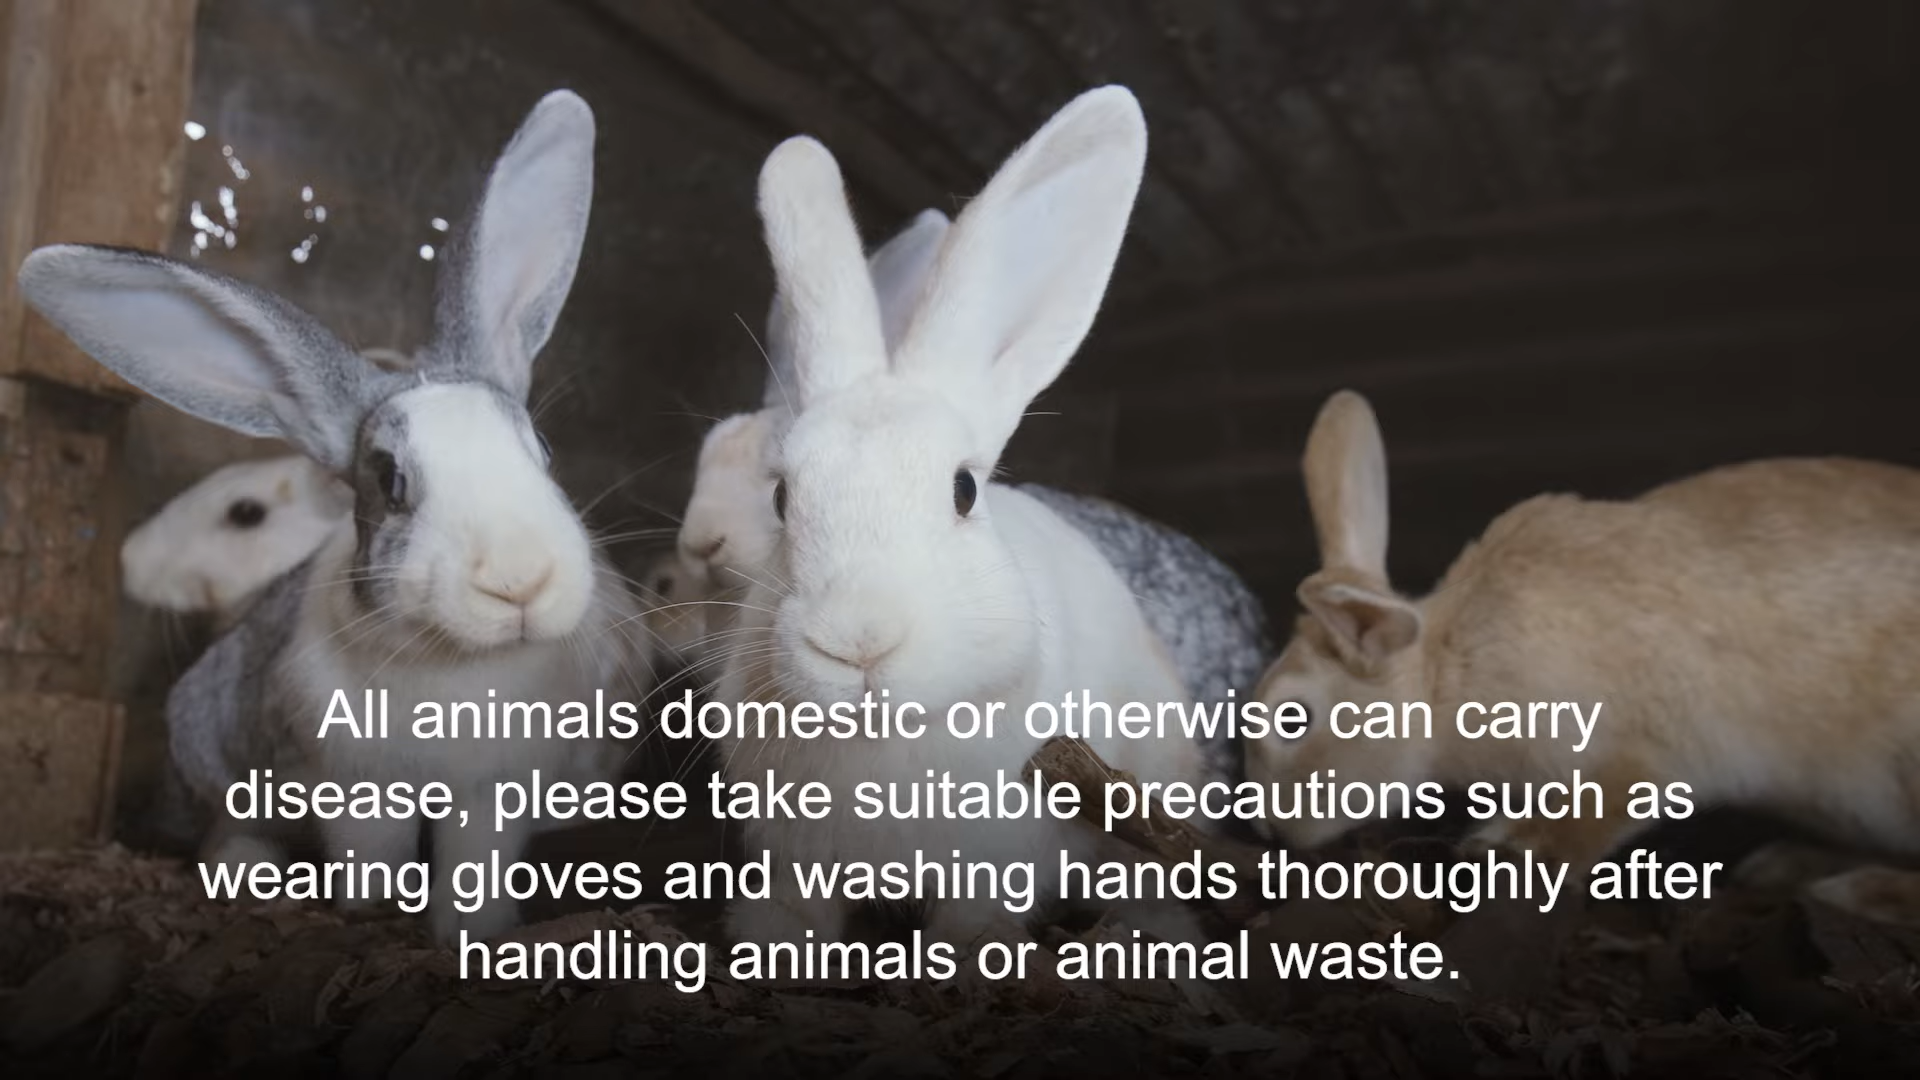 All animals domestic or otherwise can carry
disease, please take suitable precautions such as
wearing gloves and washing hands thoroughly after
handling animals or animal waste.